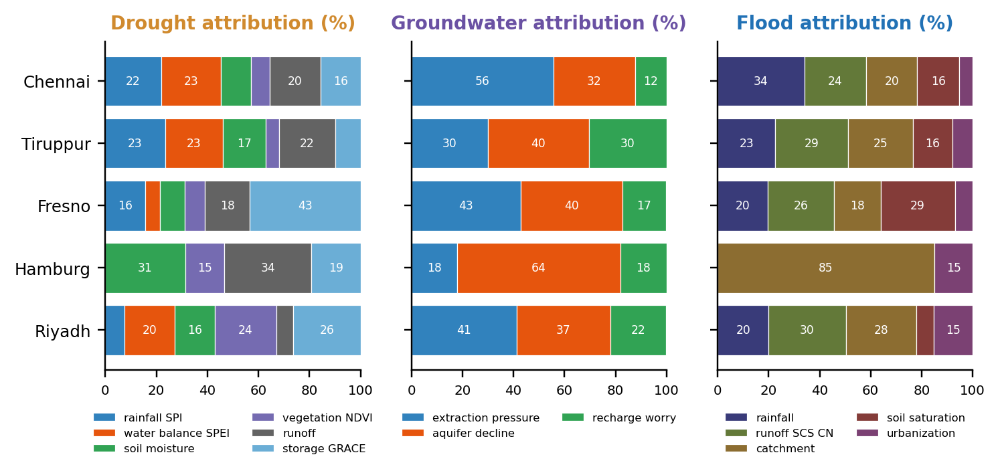 Drought attribution (%)
Groundwater attribution (%)
Flood attribution (%)
Chennai
22 23 20 16
56 32 12
34 24 20 16
Tiruppur
23 23 17 22
30 40 30
23 29 25 16
Fresno
16 18 43
43 40 17
20 26 18 29
Hamburg
31 15 34 19
18 64 18
85 15
Riyadh
20 16 24 26
41 37 22
20 30 28 15
0 20 40 60 80 100
0 20 40 60 80 100
0 20 40 60 80 100
rainfall SPI
water balance SPEI
soil moisture
vegetation NDVI
runoff
storage GRACE
extraction pressure
aquifer decline
recharge worry
rainfall
runoff SCS CN
catchment
soil saturation
urbanization